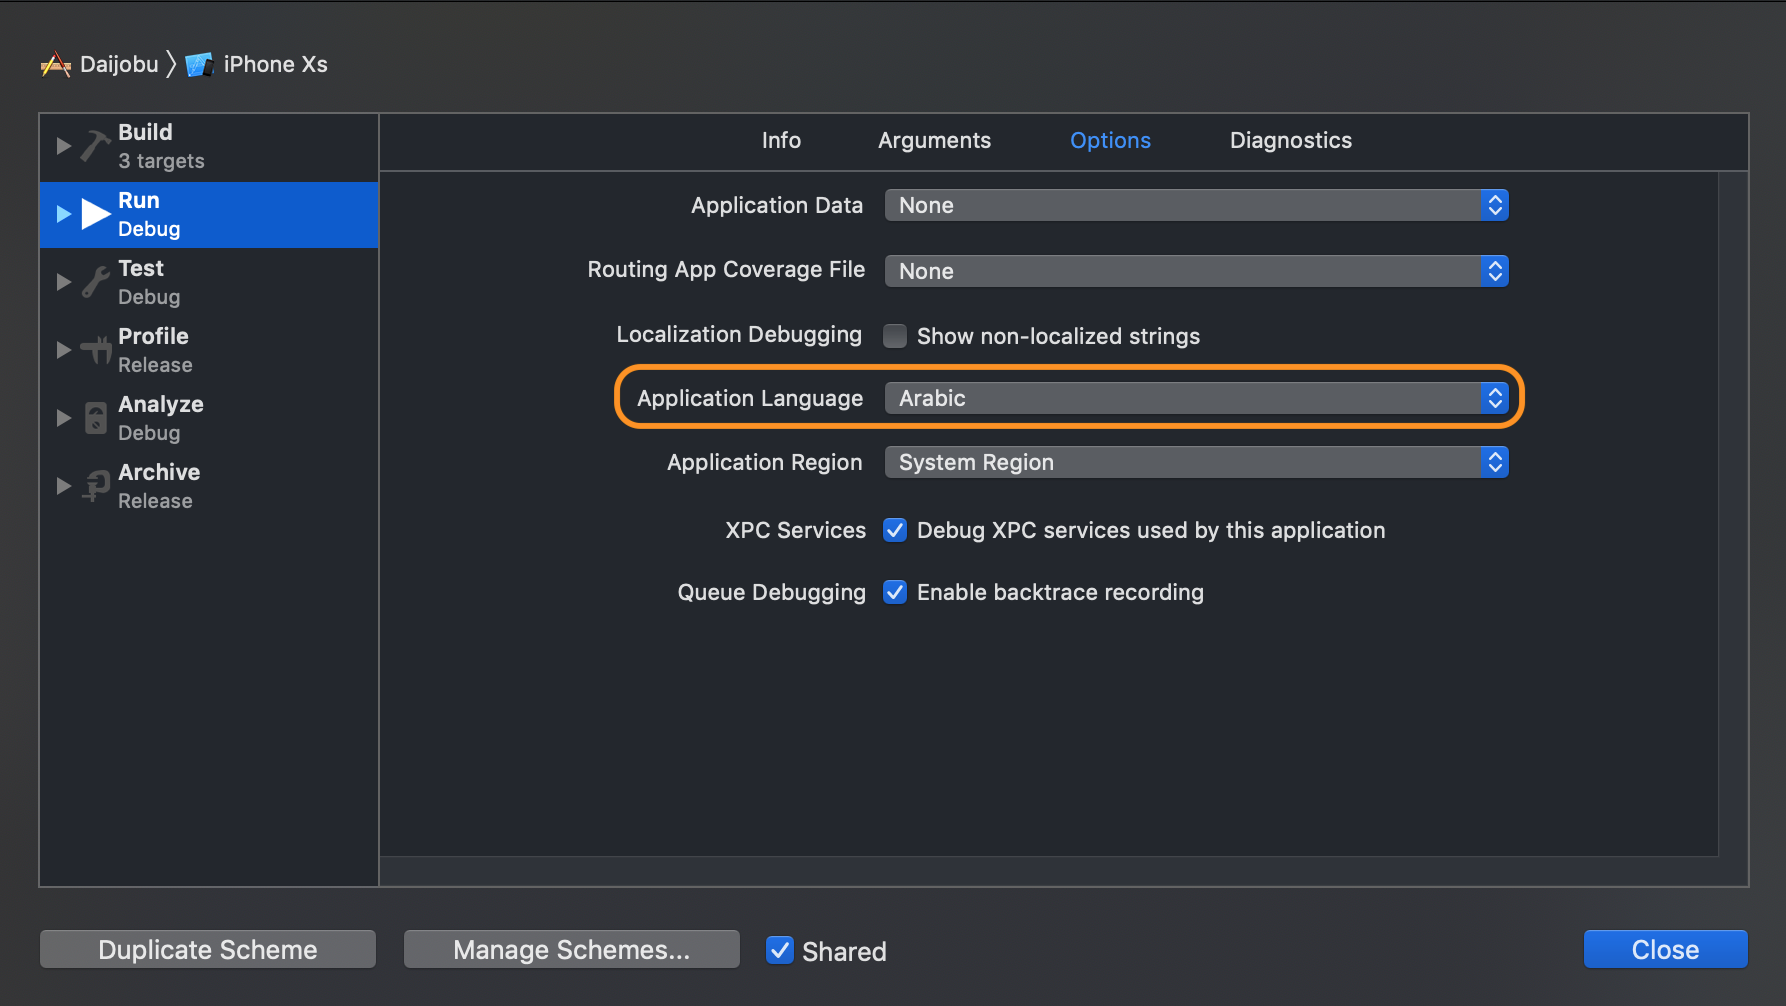 Daijobu 〉 iPhone Xs
Build
3 targets
Run
Debug
Test
Debug
Profile
Release
Analyze
Debug
Archive
Release
Info Arguments Options Diagnostics
Application Data None
Routing App Coverage File None
Localization Debugging Show non-localized strings
Application Language Arabic
Application Region System Region
XPC Services Debug XPC services used by this application
Queue Debugging Enable backtrace recording
Duplicate Scheme Manage Schemes... Shared Close